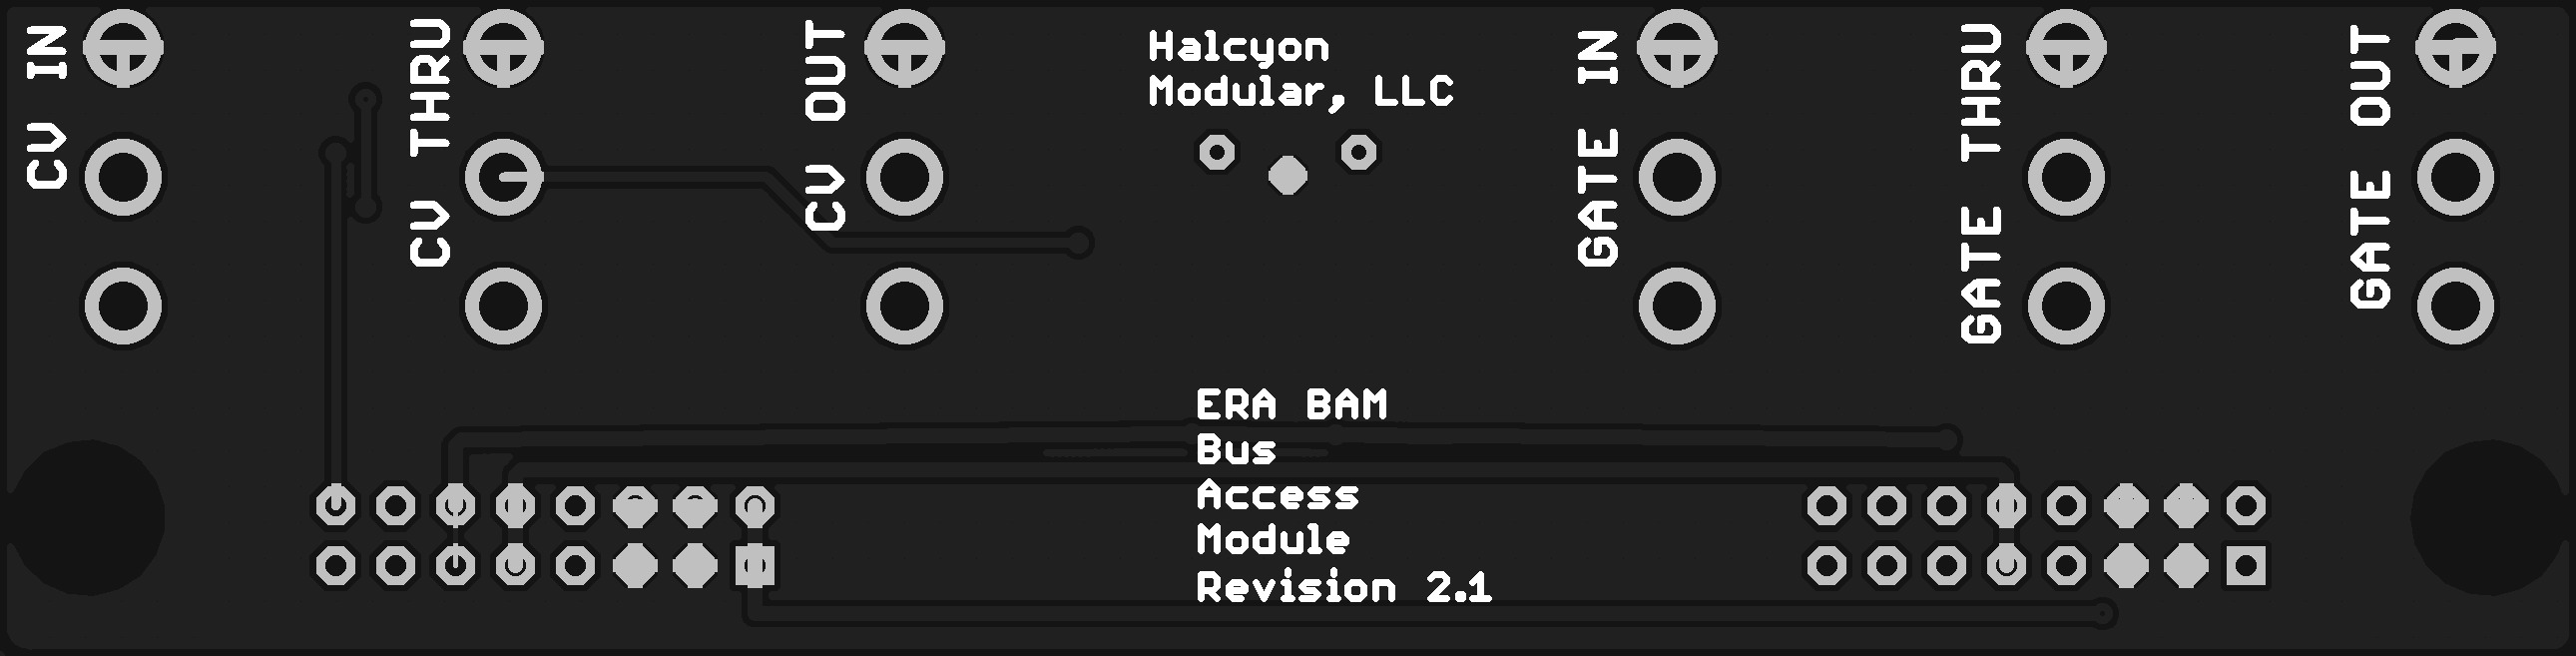 CV IN
CV THRU
CV OUT
Halcyon
Modular, LLC
GATE IN
GATE THRU
GATE OUT
ERA BAM
Bus
Access
Module
Revision 2.1